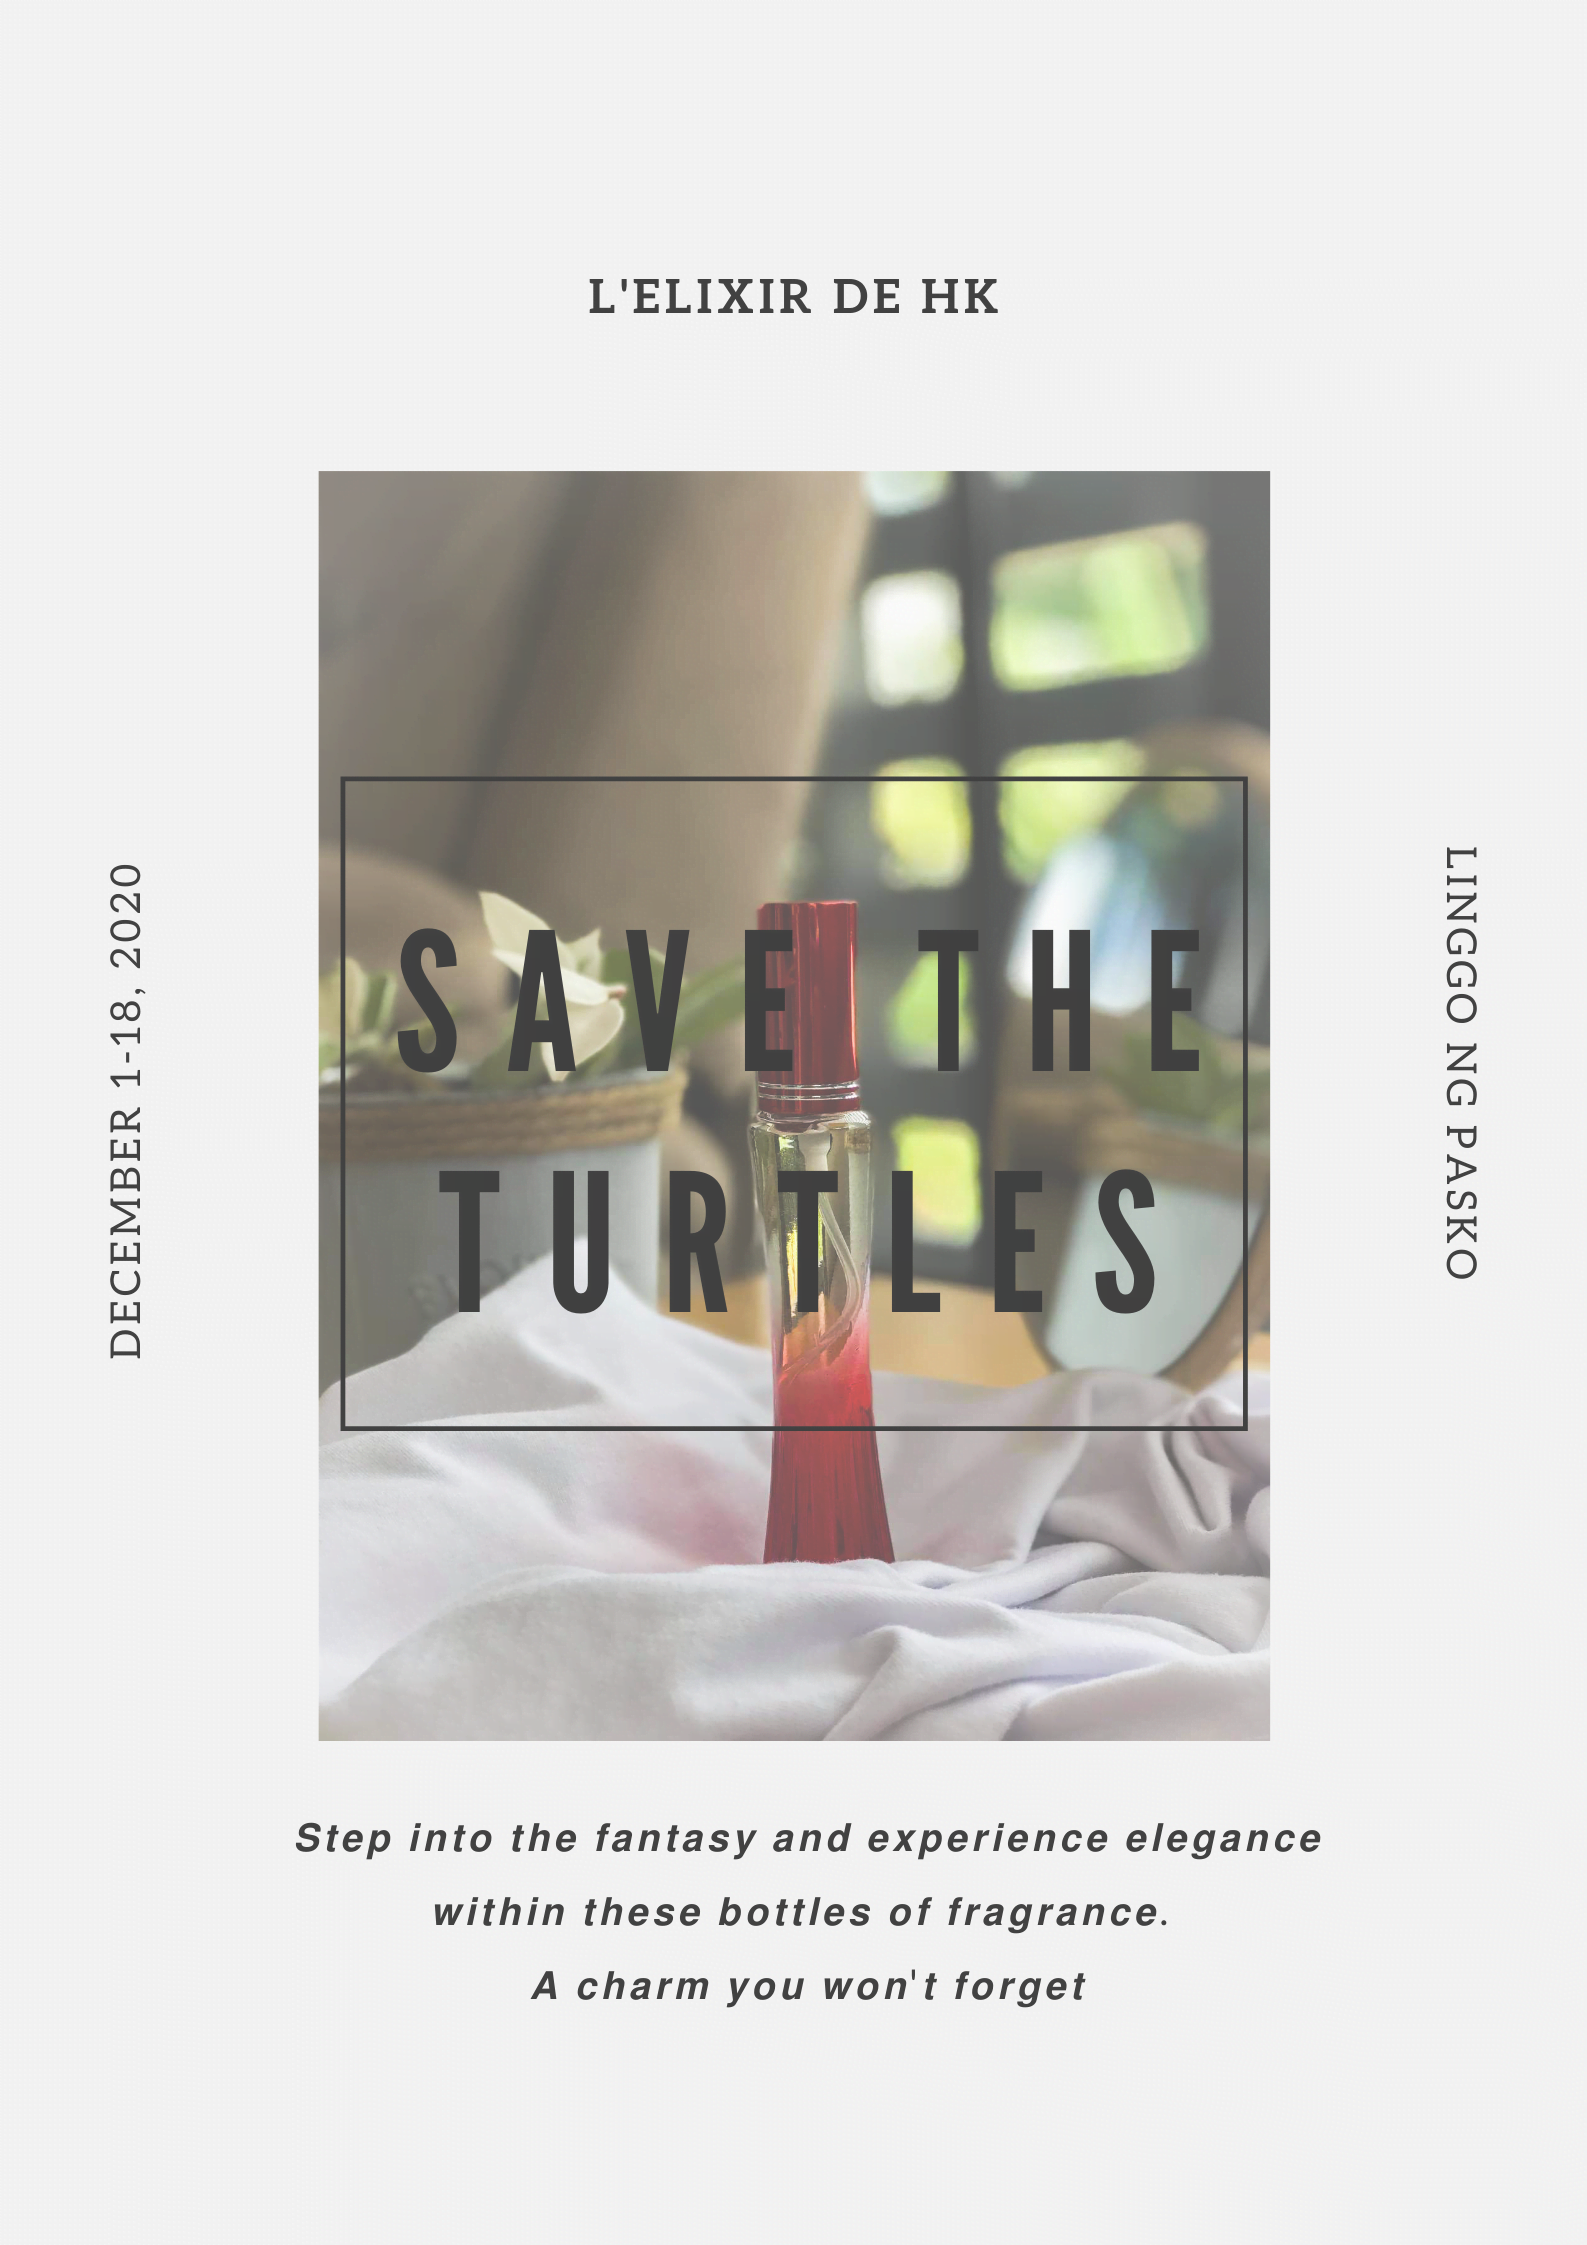 L'ELIXIR DE HK
DECEMBER 1-18, 2020
SAVE THE
TURTLES
LINGGO NG PASKO
Step into the fantasy and experience elegance
within these bottles of fragrance.
A charm you won't forget